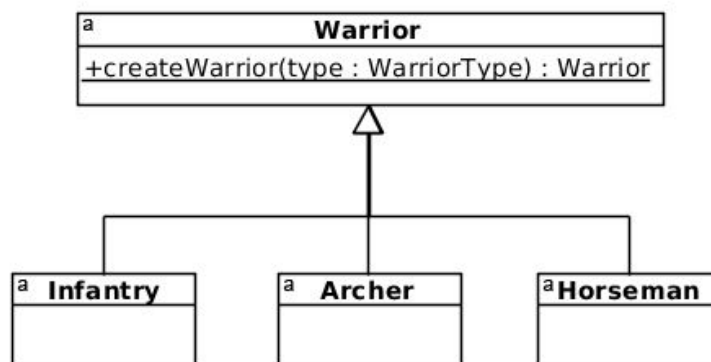 a Warrior
+createWarrior(type : WarriorType) : Warrior
a Infantry
a Archer
a Horseman